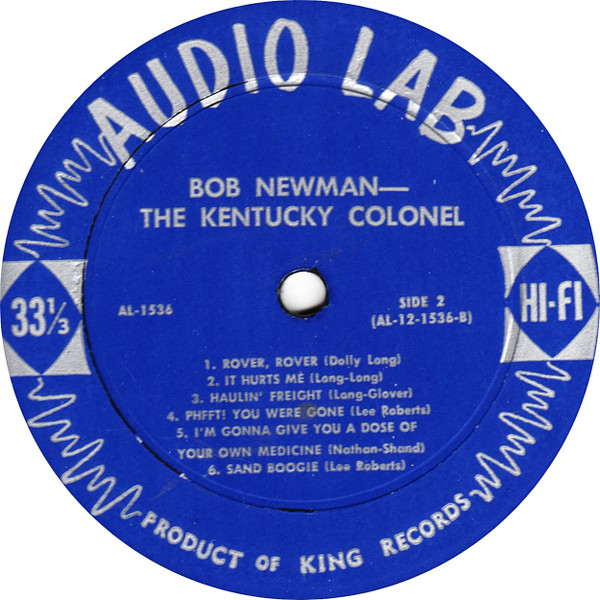 AUDIO LAB
BOB NEWMAN—
THE KENTUCKY COLONEL
33⅓
AL-1536
SIDE 2
(AL-12-1536-B)
HI-FI
1. ROVER, ROVER (Dolly Long)
2. IT HURTS ME (Long-Long)
3. HAULIN' FREIGHT (Long-Glover)
4. PHFFT! YOU WERE GONE (Lee Roberts)
5. I'M GONNA GIVE YOU A DOSE OF
YOUR OWN MEDICINE (Nathan-Shand)
6. SAND BOOGIE (Lee Roberts)
PRODUCT OF KING RECORDS